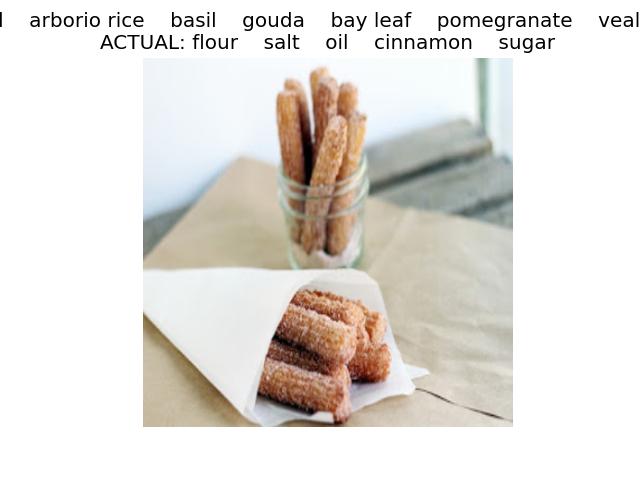 arborio rice basil gouda bay leaf pomegranate veal
ACTUAL: flour salt oil cinnamon sugar